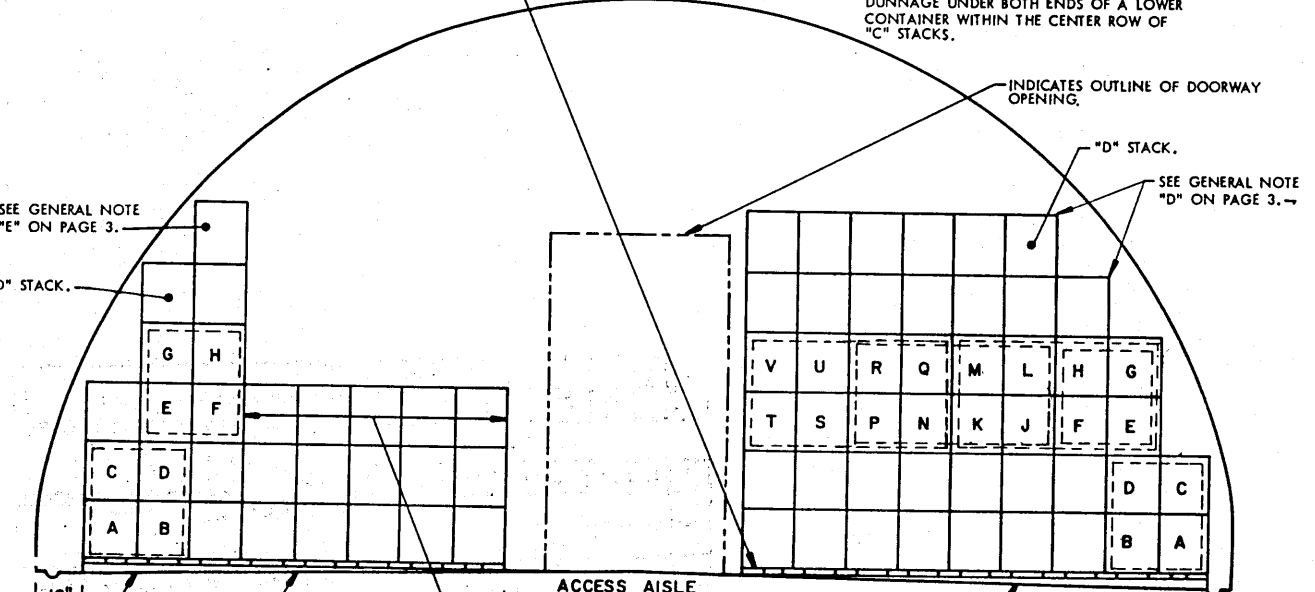 DUNNAGE UNDER BOTH ENDS OF A LOWER
CONTAINER WITHIN THE CENTER ROW OF
"C" STACKS.
INDICATES OUTLINE OF DOORWAY
OPENING.
"D" STACK.
SEE GENERAL NOTE
"D" ON PAGE 3.
SEE GENERAL NOTE
"E" ON PAGE 3.
D" STACK.
G H
E F
C D
A B
V U R Q M L H G
T S P N K J F E
D C
B A
ACCESS AISLE